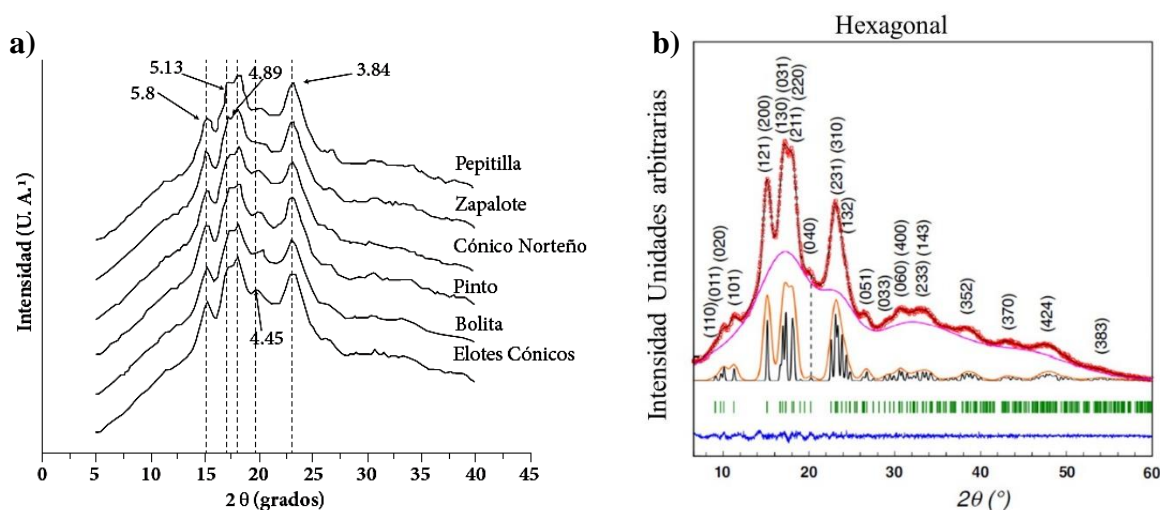 a)
Intensidad (U. A.¹)
5.8
5.13
4.89
3.84
Pepitilla
Zapalote
Cónico Norteño
Pinto
Bolita
4.45
Elotes Cónicos
0 5 10 15 20 25 30 35 40 45
2 θ (grados)
b)
Hexagonal
Intensidad Unidades arbitrarias
(110)
(011) (020)
(101)
(121) (200)
(130) (031)
(211) (220)
(040)
(231) (310)
(132)
(051)
(033)
(060) (400)
(233) (143)
(352)
(370)
(424)
(383)
10 20 30 40 50 60
2θ (°)